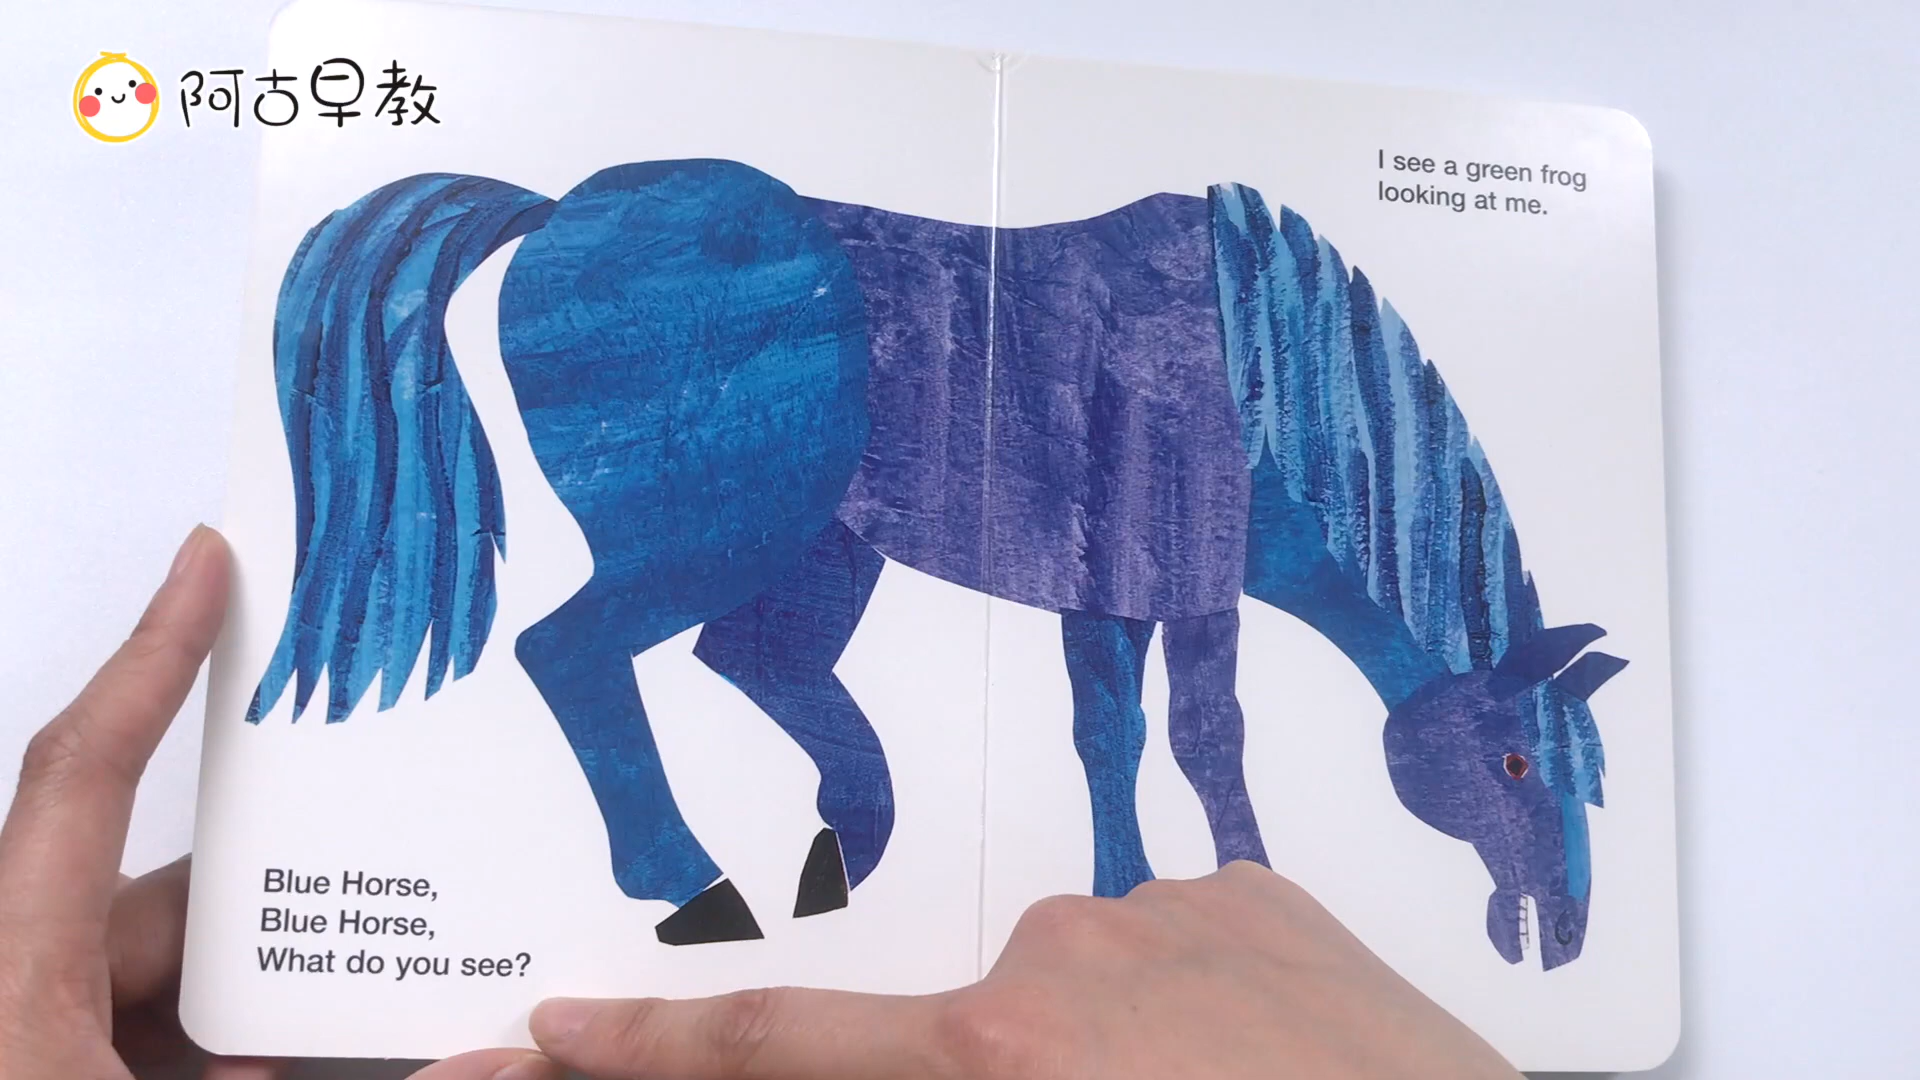 阿古早教
I see a green frog
looking at me.
Blue Horse,
Blue Horse,
What do you see?